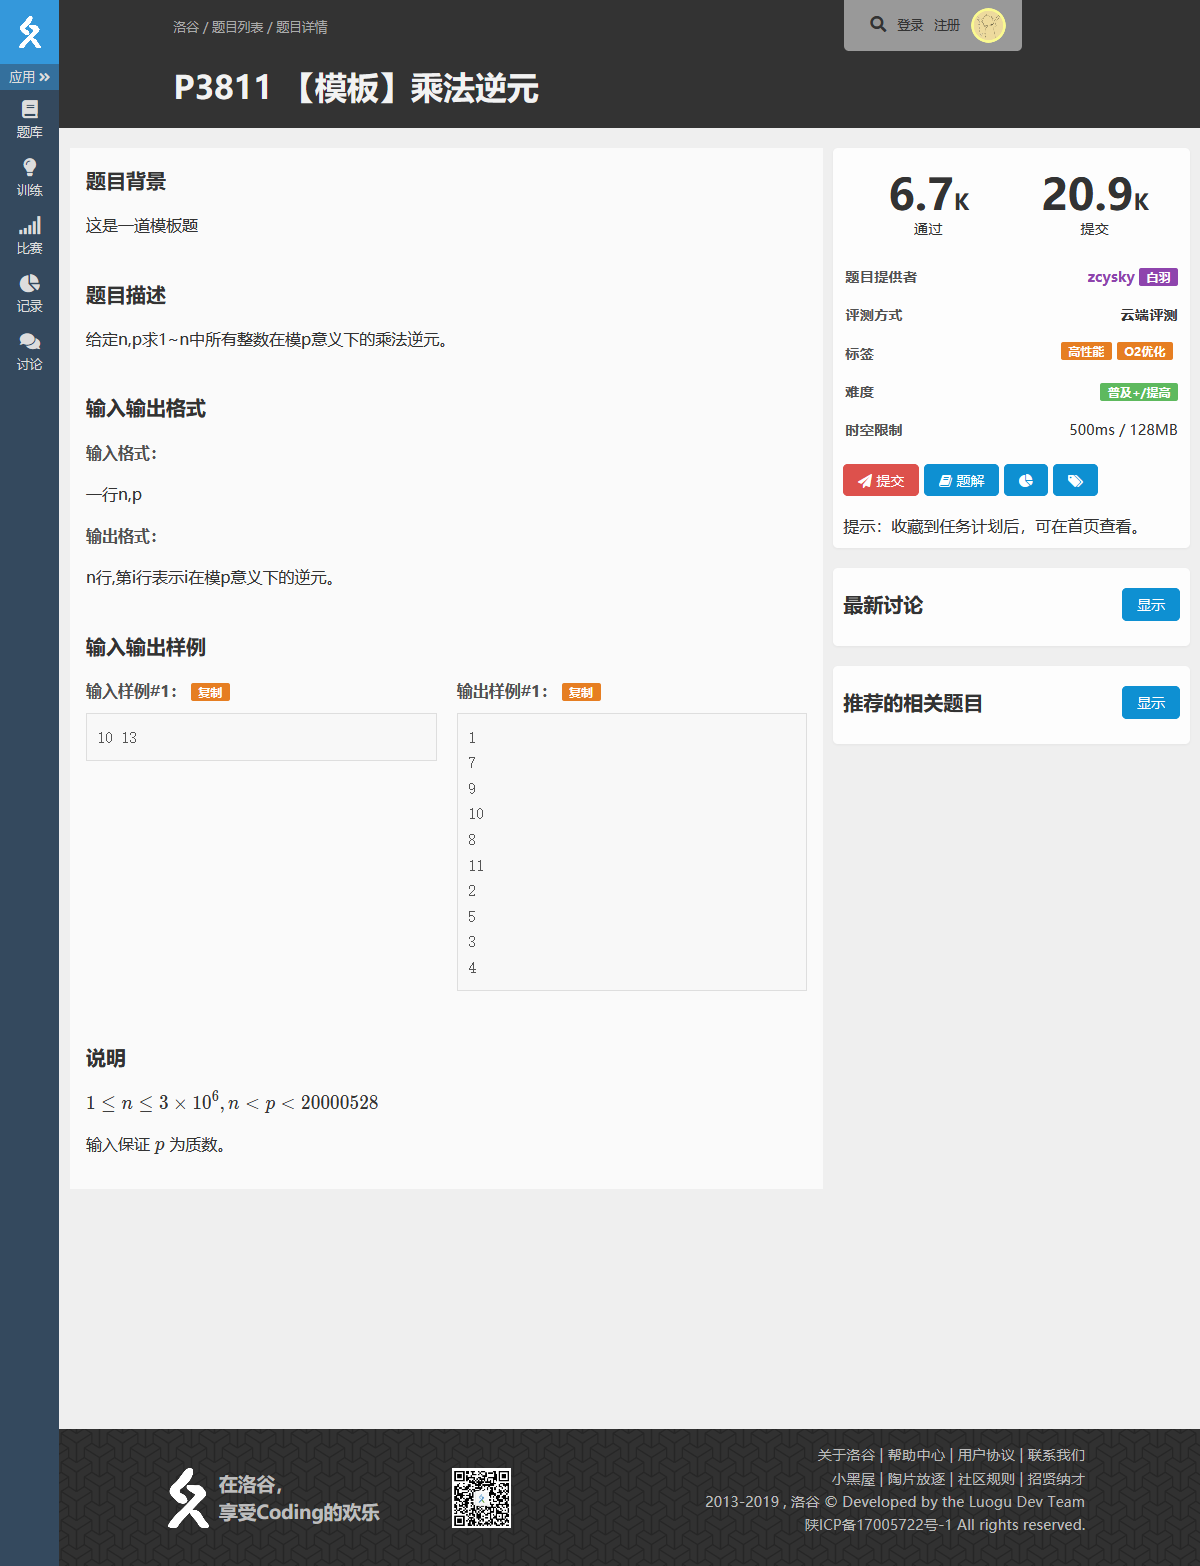 洛谷 / 题目列表 / 题目详情
登录 注册
P3811 【模板】乘法逆元
应用
题库
训练
比赛
记录
讨论
题目背景
这是一道模板题
题目描述
给定n,p求1~n中所有整数在模p意义下的乘法逆元。
输入输出格式
输入格式：
一行n,p
输出格式：
n行,第i行表示i在模p意义下的逆元。
输入输出样例
输入样例#1： 复制
10 13
输出样例#1： 复制
1
7
9
10
8
11
2
5
3
4
说明
1 ≤ n ≤ 3 × 10⁶, n < p < 20000528
输入保证 p 为质数。
6.7K 20.9K
通过 提交
题目提供者 zcysky 白羽
评测方式 云端评测
标签 高性能 O2优化
难度 普及+/提高
时空限制 500ms / 128MB
提交 题解
提示：收藏到任务计划后，可在首页查看。
最新讨论 显示
推荐的相关题目 显示
在洛谷，
享受Coding的欢乐
关于洛谷 | 帮助中心 | 用户协议 | 联系我们
小黑屋 | 陶片放逐 | 社区规则 | 招贤纳才
2013-2019 , 洛谷 © Developed by the Luogu Dev Team
陕ICP备17005722号-1 All rights reserved.